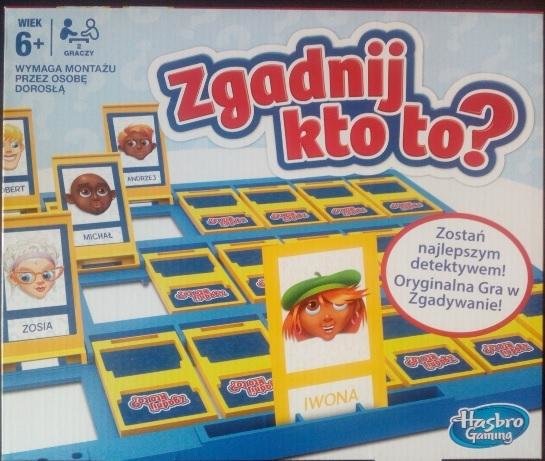 WIEK
6+
2
GRACZY
WYMAGA MONTAŻU
PRZEZ OSOBĘ
DOROSŁĄ
Zgadnij
kto to?
OBERT
ANDRZEJ
MICHAŁ
ZOSIA
IWONA
Zostań
najlepszym
detektywem!
Oryginalna Gra w
Zgadywanie!
Hasbro
Gaming